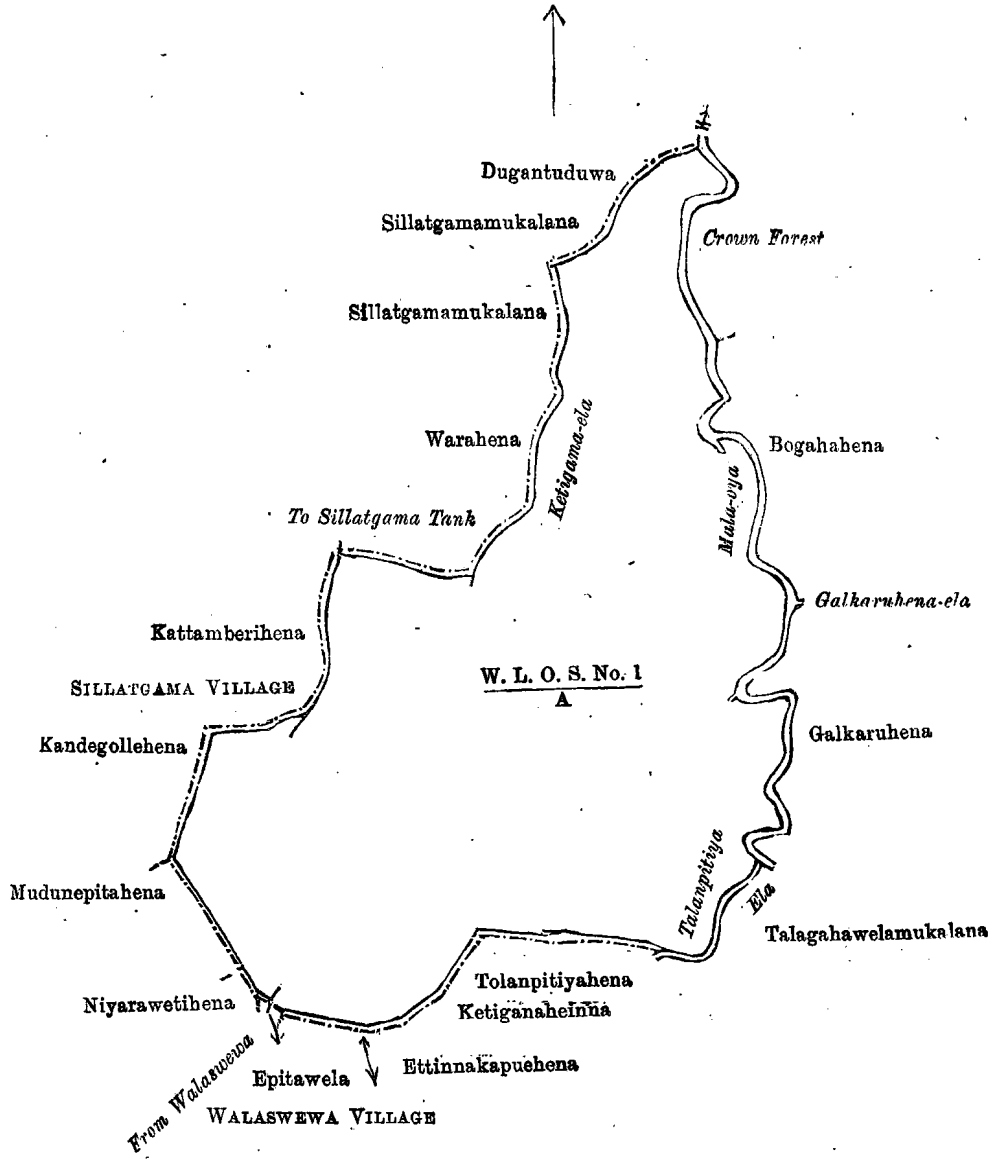 Dugantuduwa
Sillatgamamukalana
Crown Forest
Sillatgamamukalana
Warahena
Ketigama-ela
Bogahahena
Mala-oya
To Sillatgama Tank
Galkaruhena-ela
Kattamberihena
SILLATGAMA VILLAGE
W. L. O. S. No. 1
A
Kandegollehena
Galkaruhena
Mudunepitahena
Talanpitiya
Ela
Talagahawelamukalana
Tolanpitiyahena
Niyarawetihena
Ketiganaheinna
From Walaswewa
Epitawela
Ettinnakapuehena
WALASWEWA VILLAGE